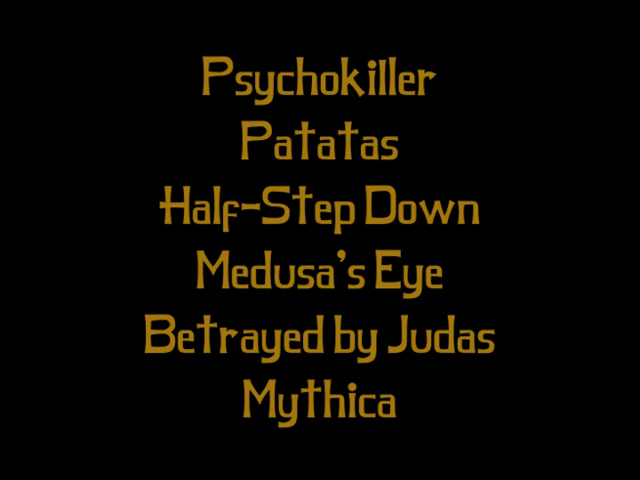 Psychokiller
Patatas
Half-Step Down
Medusa's Eye
Betrayed by Judas
Mythica